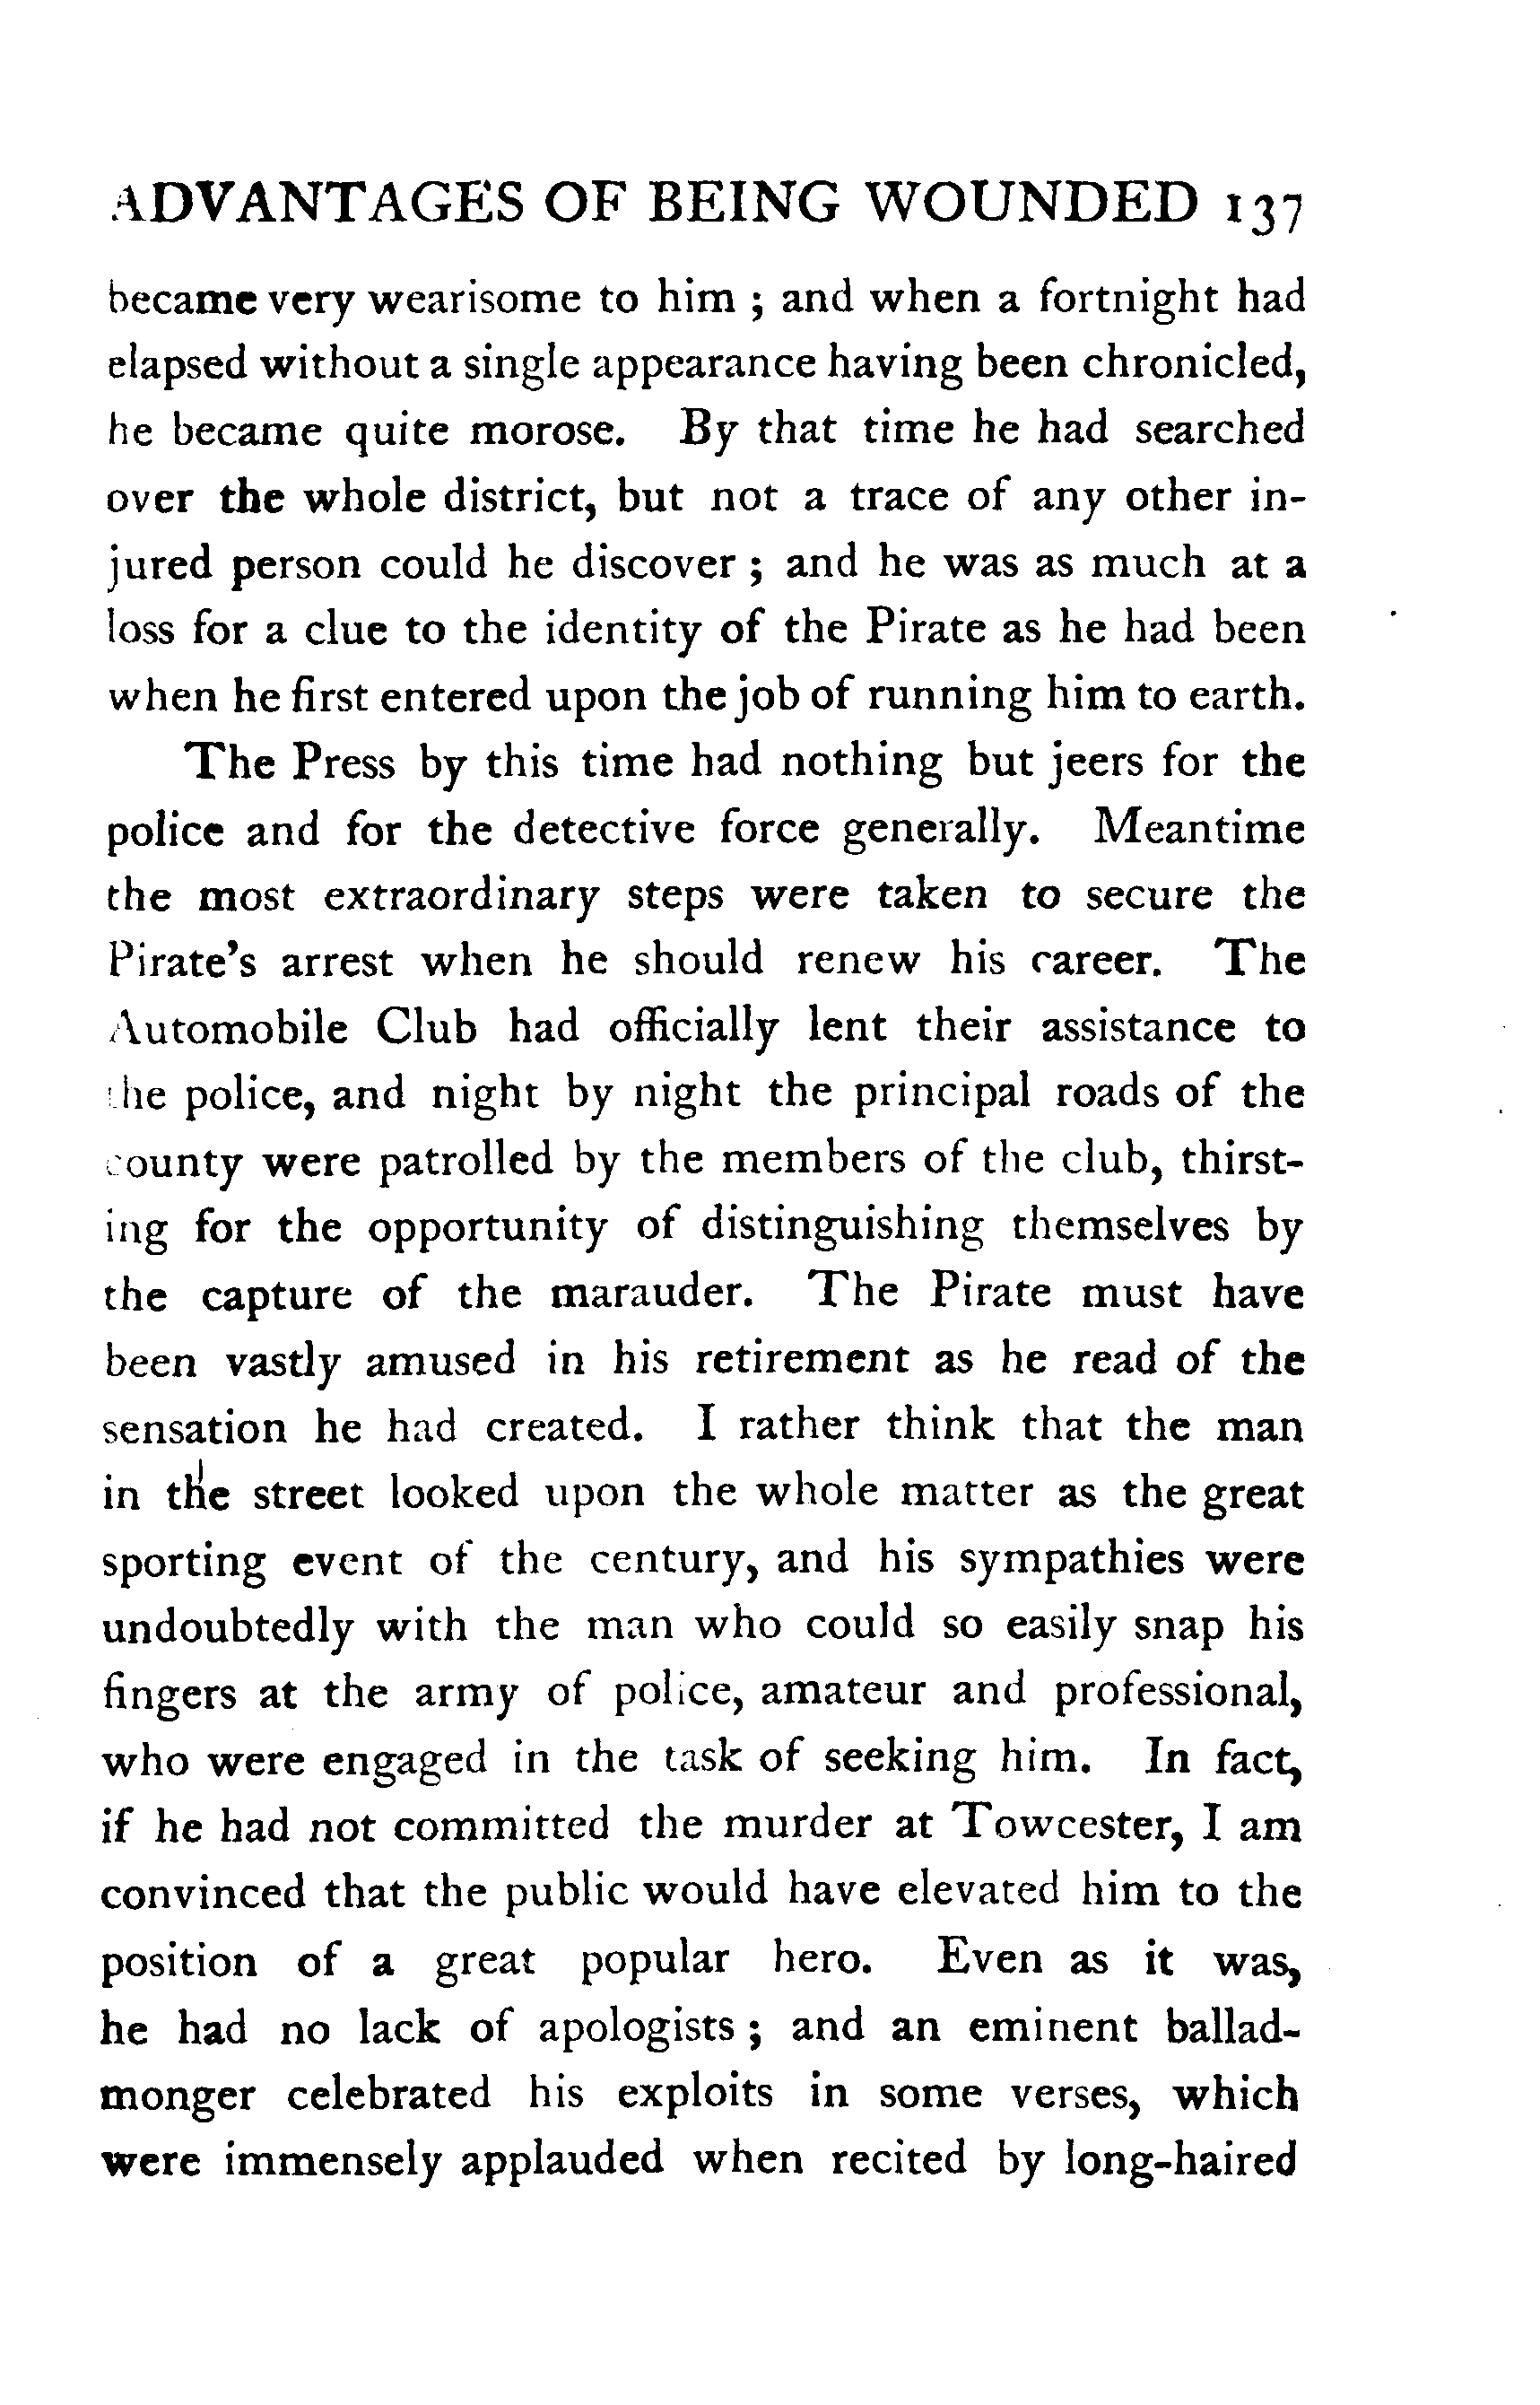 ADVANTAGES OF BEING WOUNDED 137
became very wearisome to him ; and when a fortnight had
elapsed without a single appearance having been chronicled,
he became quite morose. By that time he had searched
over the whole district, but not a trace of any other in-
jured person could he discover ; and he was as much at a
loss for a clue to the identity of the Pirate as he had been
when he first entered upon the job of running him to earth.
The Press by this time had nothing but jeers for the
police and for the detective force generally. Meantime
the most extraordinary steps were taken to secure the
Pirate's arrest when he should renew his career. The
Automobile Club had officially lent their assistance to
the police, and night by night the principal roads of the
county were patrolled by the members of the club, thirst-
ing for the opportunity of distinguishing themselves by
the capture of the marauder. The Pirate must have
been vastly amused in his retirement as he read of the
sensation he had created. I rather think that the man
in the street looked upon the whole matter as the great
sporting event of the century, and his sympathies were
undoubtedly with the man who could so easily snap his
fingers at the army of police, amateur and professional,
who were engaged in the task of seeking him. In fact,
if he had not committed the murder at Towcester, I am
convinced that the public would have elevated him to the
position of a great popular hero. Even as it was,
he had no lack of apologists ; and an eminent ballad-
monger celebrated his exploits in some verses, which
were immensely applauded when recited by long-haired